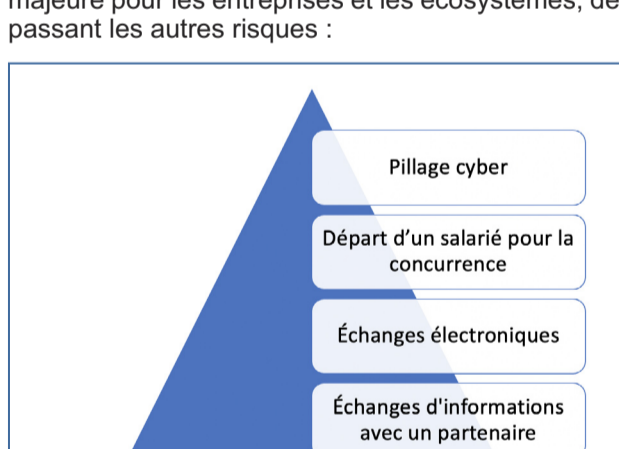 majeure pour les entreprises et les écosystèmes, dé
passant les autres risques :
Pillage cyber
Départ d’un salarié pour la
concurrence
Échanges électroniques
Échanges d'informations
avec un partenaire